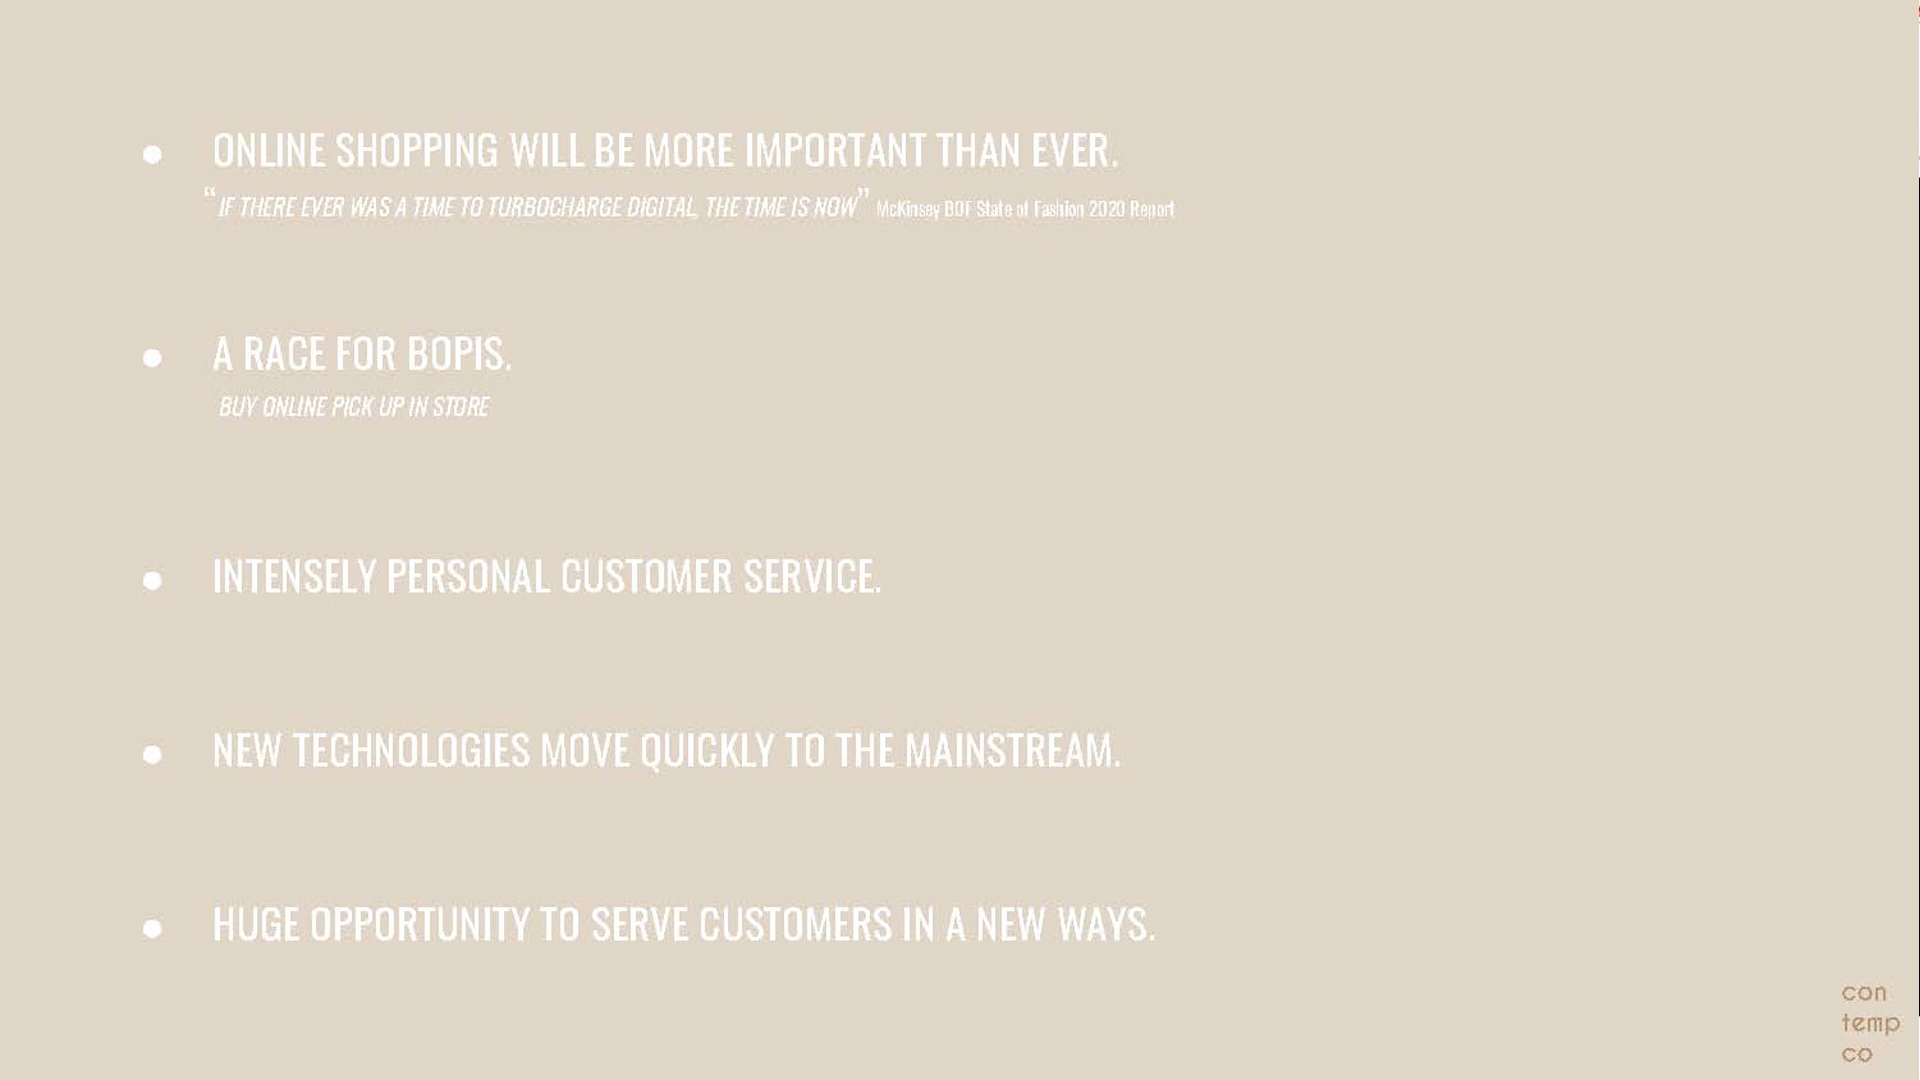 ● ONLINE SHOPPING WILL BE MORE IMPORTANT THAN EVER.
“IF THERE EVER WAS A TIME TO TURBOCHARGE DIGITAL, THE TIME IS NOW” McKinsey BOF State of Fashion 2020 Report
● A RACE FOR BOPIS.
BUY ONLINE PICK UP IN STORE
● INTENSELY PERSONAL CUSTOMER SERVICE.
● NEW TECHNOLOGIES MOVE QUICKLY TO THE MAINSTREAM.
● HUGE OPPORTUNITY TO SERVE CUSTOMERS IN A NEW WAYS.
con
temp
co